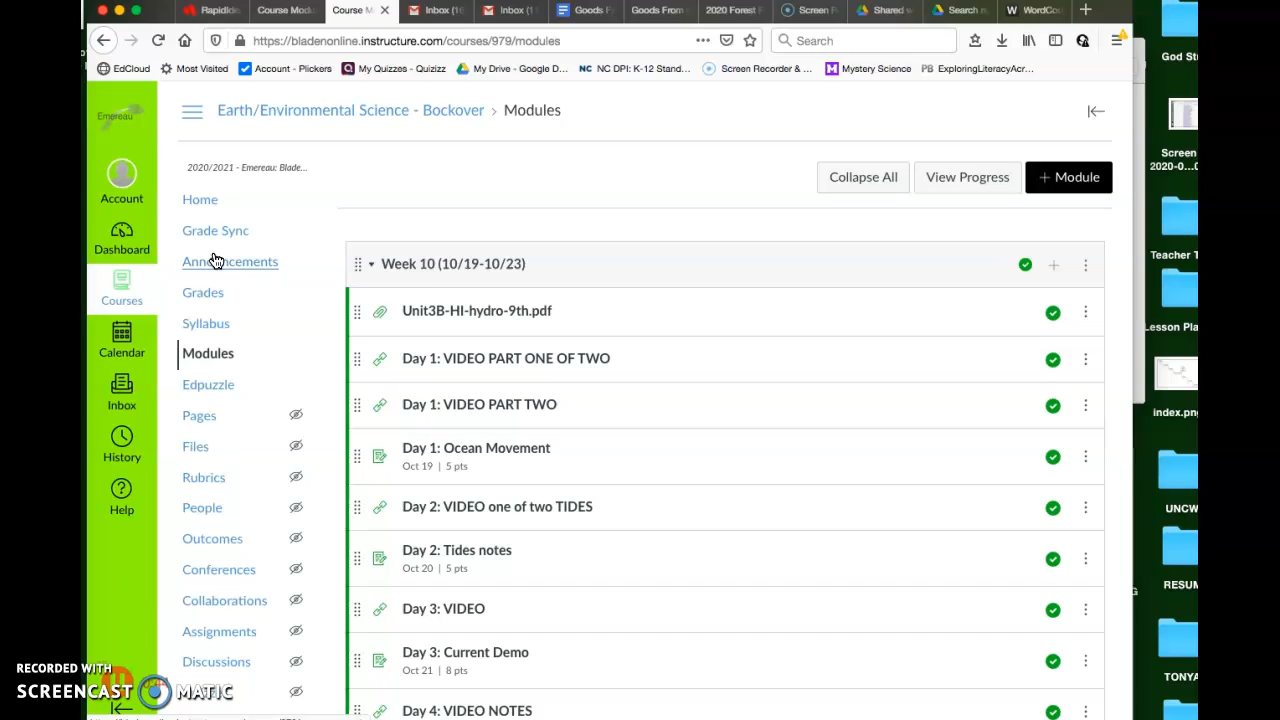 Rapidide
Course Modu
Course M
Inbox (1
Inbox (1
Goods F
Goods From
2020 Forest F
Screen R
Shared w
Search re
WordCou
https://bladenonline.instructure.com/courses/979/modules
Search
EdCloud
Most Visited
Account - Plickers
My Quizzes - Quizizz
My Drive - Google D...
NC NC DPI: K-12 Stand...
Screen Recorder & ...
Mystery Science
PB ExploringLiteracyAcr...
God Stu
Emereau
Earth/Environmental Science - Bockover › Modules
2020/2021 - Emereau: Blade...
Collapse All
View Progress
+ Module
Screen
2020-0...0
Account
Dashboard
Courses
Calendar
Inbox
History
Help
Home
Grade Sync
Announcements
Grades
Syllabus
Modules
Edpuzzle
Pages
Files
Rubrics
People
Outcomes
Conferences
Collaborations
Assignments
Discussions
Week 10 (10/19-10/23)
Unit3B-HI-hydro-9th.pdf
Day 1: VIDEO PART ONE OF TWO
Day 1: VIDEO PART TWO
Day 1: Ocean Movement
Oct 19 | 5 pts
Day 2: VIDEO one of two TIDES
Day 2: Tides notes
Oct 20 | 5 pts
Day 3: VIDEO
Day 3: Current Demo
Oct 21 | 8 pts
Day 4: VIDEO NOTES
Teacher T
Lesson Pla
index.png
UNCW
RESUM
TONYA
RECORDED WITH
SCREENCAST MATIC